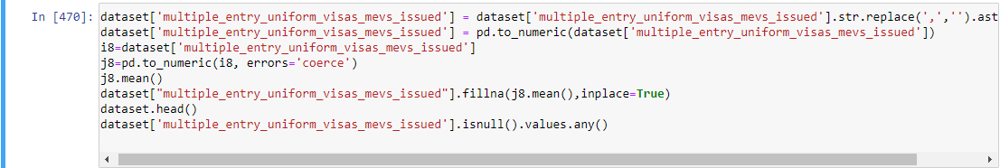 In [470]: dataset['multiple_entry_uniform_visas_mevs_issued'] = dataset['multiple_entry_uniform_visas_mevs_issued'].str.replace(',','').ast
dataset['multiple_entry_uniform_visas_mevs_issued'] = pd.to_numeric(dataset['multiple_entry_uniform_visas_mevs_issued'])
i8=dataset['multiple_entry_uniform_visas_mevs_issued']
j8=pd.to_numeric(i8, errors='coerce')
j8.mean()
dataset["multiple_entry_uniform_visas_mevs_issued"].fillna(j8.mean(),inplace=True)
dataset.head()
dataset['multiple_entry_uniform_visas_mevs_issued'].isnull().values.any()